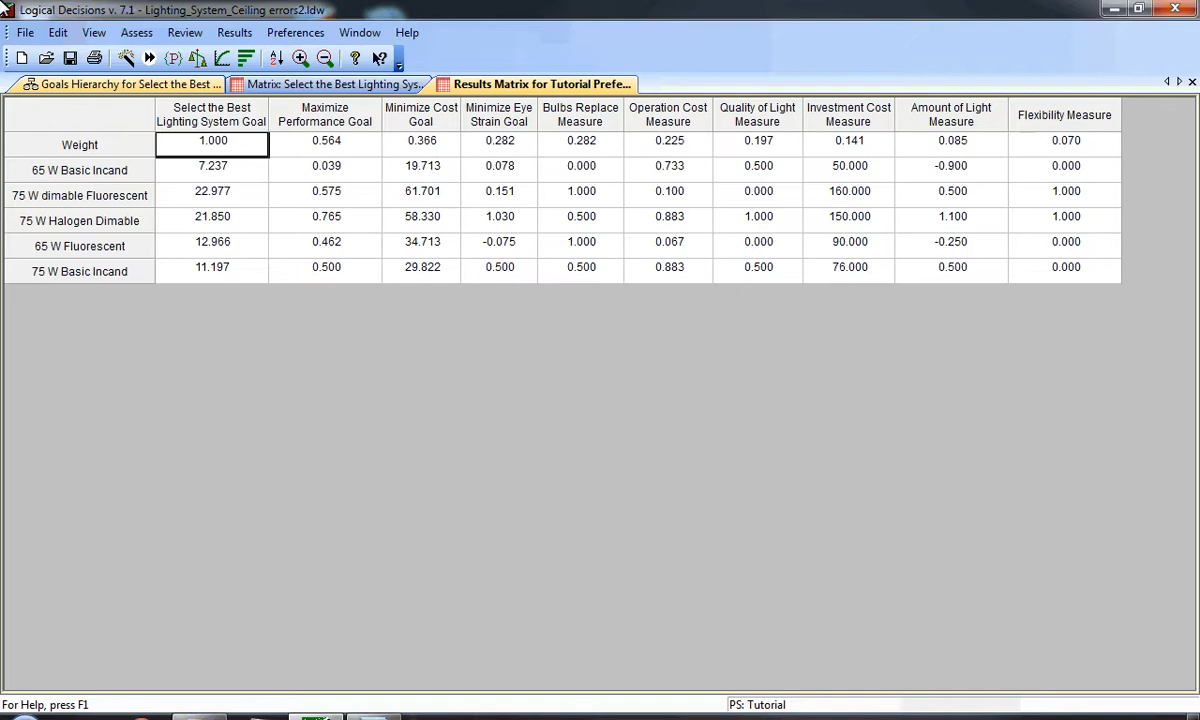 Logical Decisions v. 7.1 - Lighting_System_Ceiling errors2.ldw
File Edit View Assess Review Results Preferences Window Help
Goals Hierarchy for Select the Best ... Matrix: Select the Best Lighting Sys... Results Matrix for Tutorial Prefe...
Select the Best Lighting System Goal Maximize Performance Goal Minimize Cost Goal Minimize Eye Strain Goal Bulbs Replace Measure Operation Cost Measure Quality of Light Measure Investment Cost Measure Amount of Light Measure Flexibility Measure
Weight 1.000 0.564 0.366 0.282 0.282 0.225 0.197 0.141 0.085 0.070
65 W Basic Incand 7.237 0.039 19.713 0.078 0.000 0.733 0.500 50.000 -0.900 0.000
75 W dimable Fluorescent 22.977 0.575 61.701 0.151 1.000 0.100 0.000 160.000 0.500 1.000
75 W Halogen Dimable 21.850 0.765 58.330 1.030 0.500 0.883 1.000 150.000 1.100 1.000
65 W Fluorescent 12.966 0.462 34.713 -0.075 1.000 0.067 0.000 90.000 -0.250 0.000
75 W Basic Incand 11.197 0.500 29.822 0.500 0.500 0.883 0.500 76.000 0.500 0.000
For Help, press F1 PS: Tutorial